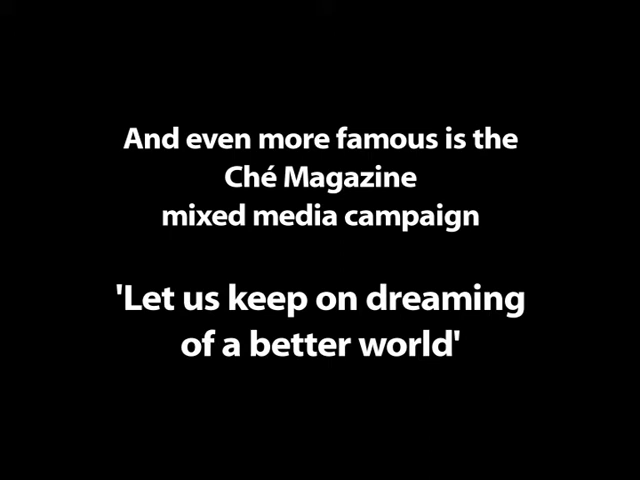 And even more famous is the
Ché Magazine
mixed media campaign
'Let us keep on dreaming
of a better world'